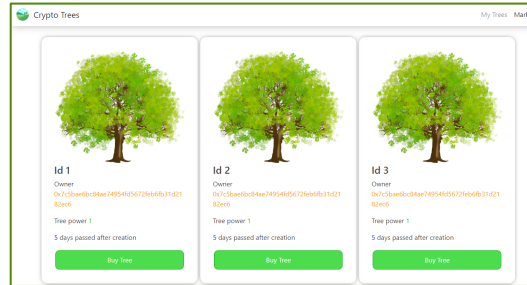 Crypto Trees
My Trees Mar
Id 1
Owner
0x7c5bae6bc84ae74954fd5672feb6fb31d21
82ec6
Tree power 1
5 days passed after creation
Buy Tree
Id 2
Owner
0x7c5bae6bc84ae74954fd5672feb6fb31d21
82ec6
Tree power 1
5 days passed after creation
Buy Tree
Id 3
Owner
0x7c5bae6bc84ae74954fd5672feb6fb31d21
82ec6
Tree power 1
5 days passed after creation
Buy Tree